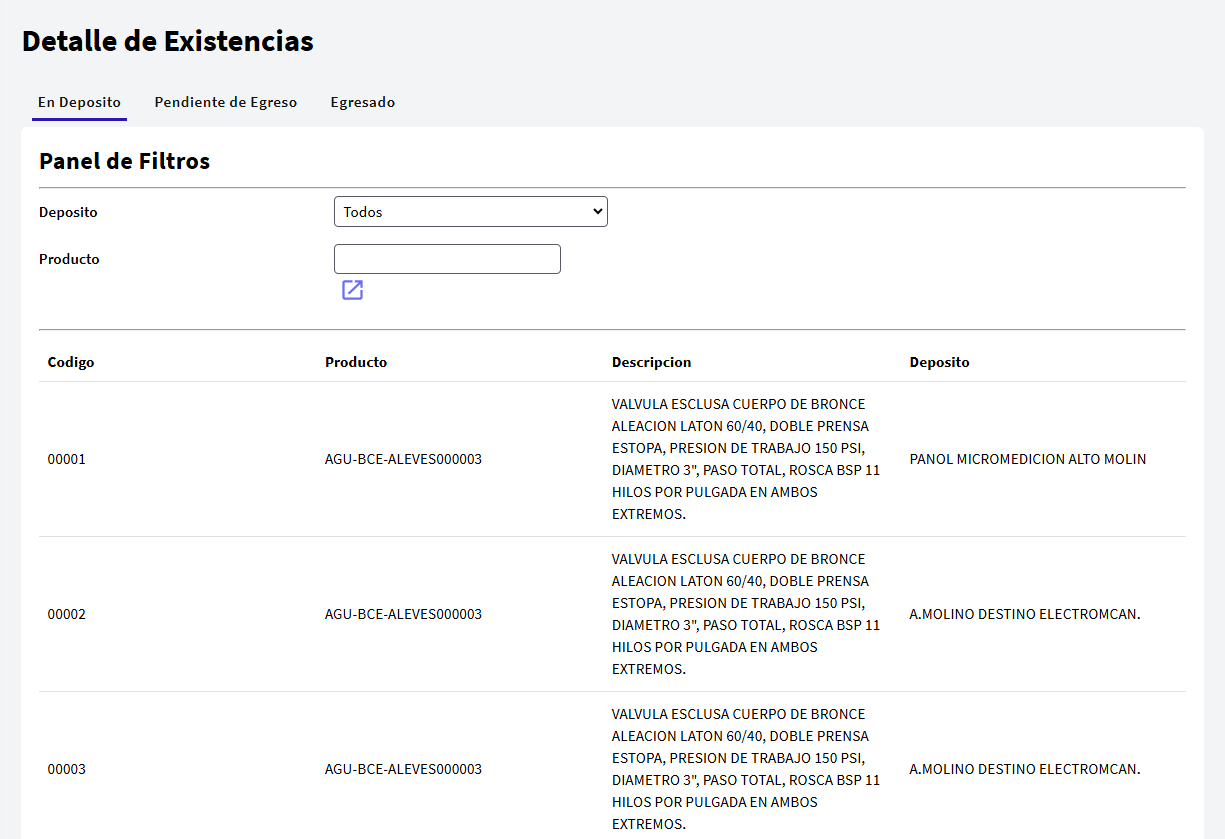 Detalle de Existencias
En Deposito Pendiente de Egreso Egresado
Panel de Filtros
Deposito Todos
Producto
Codigo Producto Descripcion Deposito
00001 AGU-BCE-ALEVES000003
VALVULA ESCLUSA CUERPO DE BRONCE
ALEACION LATON 60/40, DOBLE PRENSA
ESTOPA, PRESION DE TRABAJO 150 PSI,
DIAMETRO 3", PASO TOTAL, ROSCA BSP 11
HILOS POR PULGADA EN AMBOS
EXTREMOS.
PANOL MICROMEDICION ALTO MOLIN
00002 AGU-BCE-ALEVES000003
VALVULA ESCLUSA CUERPO DE BRONCE
ALEACION LATON 60/40, DOBLE PRENSA
ESTOPA, PRESION DE TRABAJO 150 PSI,
DIAMETRO 3", PASO TOTAL, ROSCA BSP 11
HILOS POR PULGADA EN AMBOS
EXTREMOS.
A.MOLINO DESTINO ELECTROMCAN.
00003 AGU-BCE-ALEVES000003
VALVULA ESCLUSA CUERPO DE BRONCE
ALEACION LATON 60/40, DOBLE PRENSA
ESTOPA, PRESION DE TRABAJO 150 PSI,
DIAMETRO 3", PASO TOTAL, ROSCA BSP 11
HILOS POR PULGADA EN AMBOS
EXTREMOS.
A.MOLINO DESTINO ELECTROMCAN.